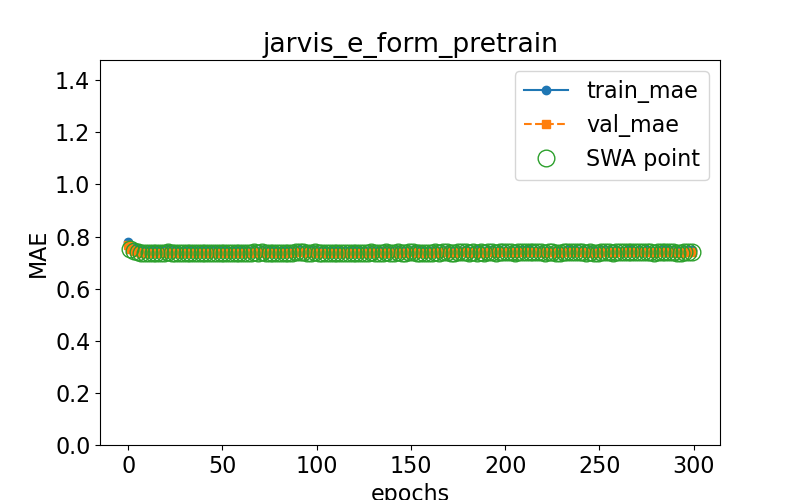 jarvis_e_form_pretrain
train_mae
val_mae
SWA point
MAE
1.4
1.2
1.0
0.8
0.6
0.4
0.2
0.0
0 50 100 150 200 250 300
epochs